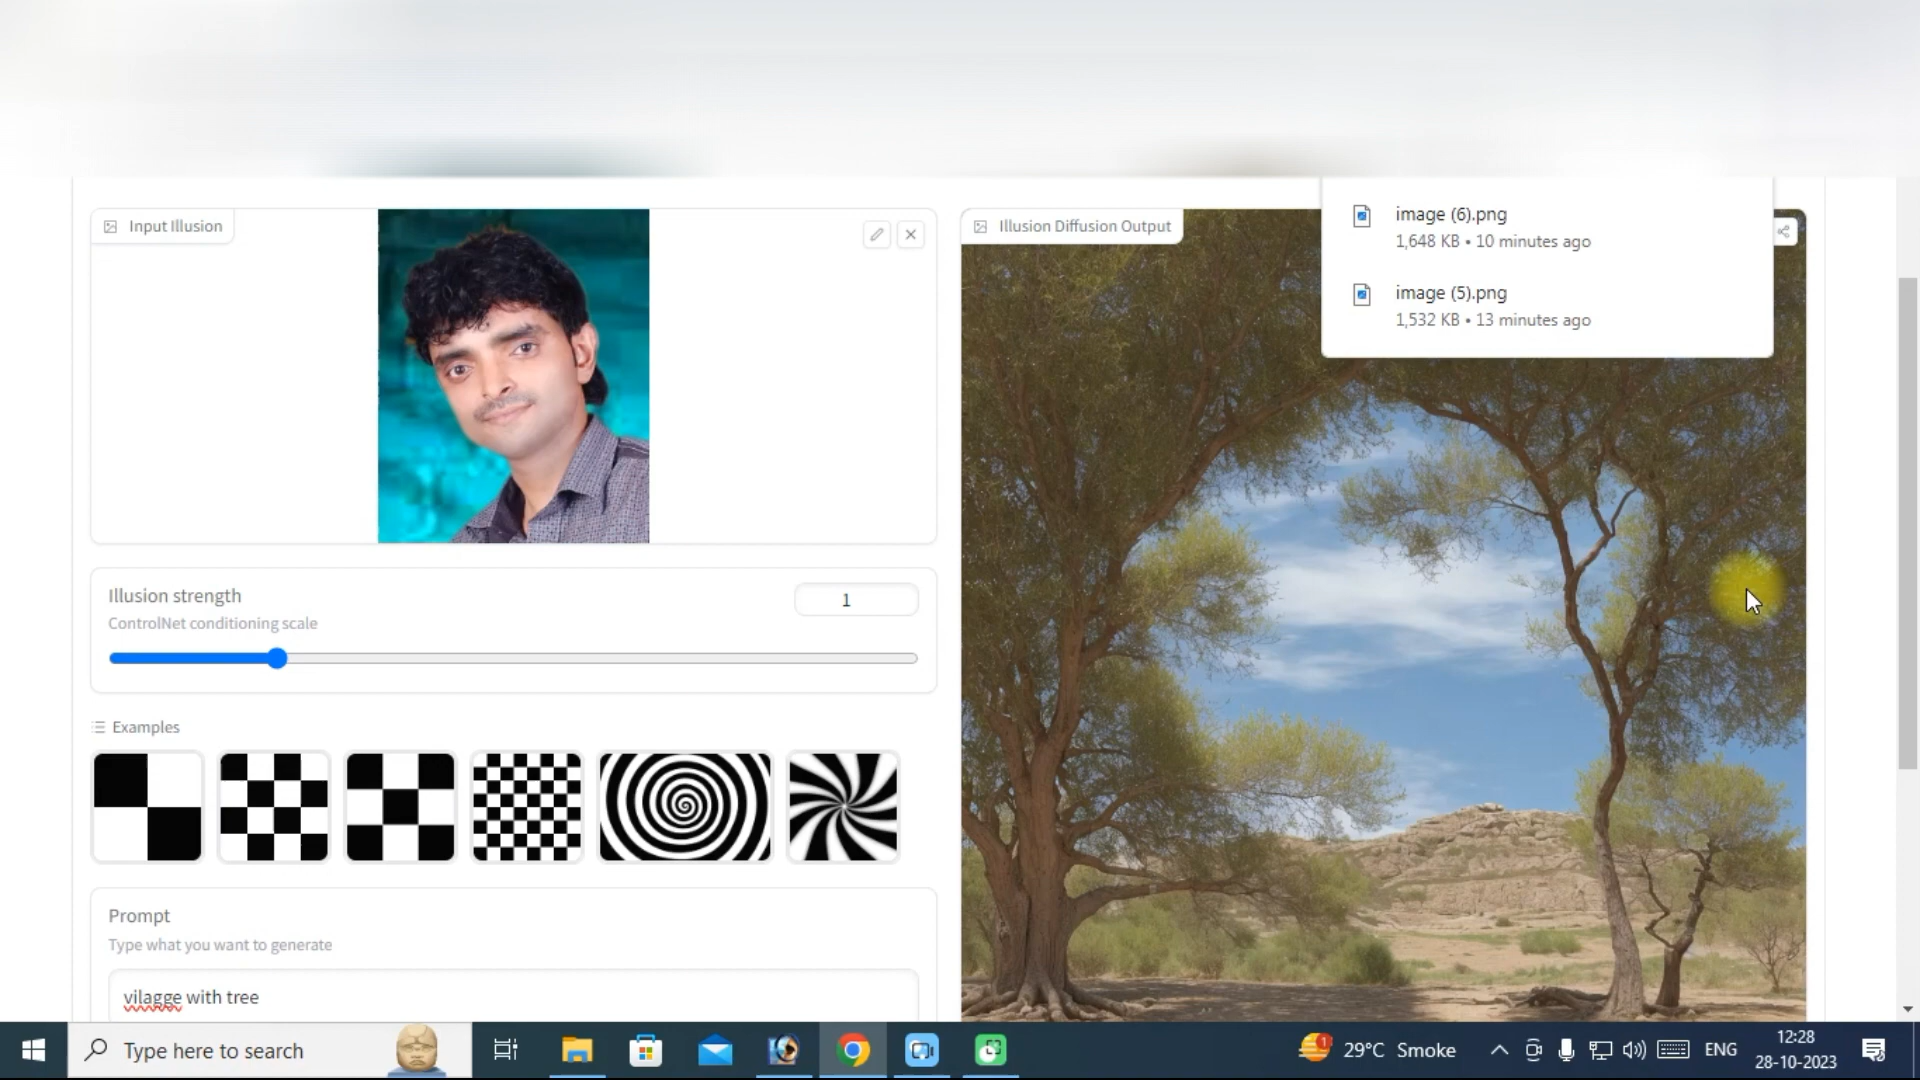 Input Illusion
Illusion Diffusion Output
image (6).png
1,648 KB • 10 minutes ago
image (5).png
1,532 KB • 13 minutes ago
Illusion strength
1
ControlNet conditioning scale
Examples
Prompt
Type what you want to generate
vilagge with tree
Type here to search
1
29°C Smoke
ENG
12:28
28-10-2023